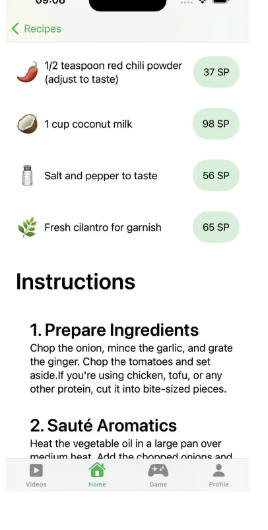 09:06
Recipes
1/2 teaspoon red chili powder
(adjust to taste)
37 SP
1 cup coconut milk
98 SP
Salt and pepper to taste
56 SP
Fresh cilantro for garnish
65 SP
Instructions
1. Prepare Ingredients
Chop the onion, mince the garlic, and grate
the ginger. Chop the tomatoes and set
aside.If you're using chicken, tofu, or any
other protein, cut it into bite-sized pieces.
2. Sauté Aromatics
Heat the vegetable oil in a large pan over
medium heat. Add the chopped onions and
Videos
Home
Game
Profile